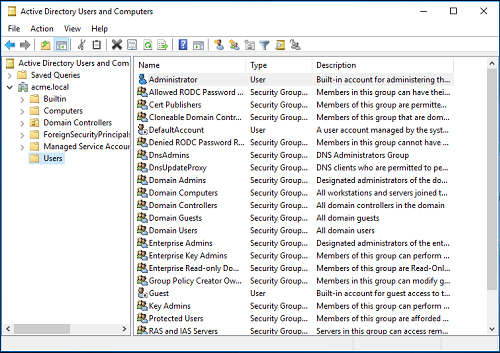 Active Directory Users and Computers
File Action View Help
Active Directory Users and Com
Saved Queries
acme.local
Builtin
Computers
Domain Controllers
ForeignSecurityPrincipals
Managed Service Accou
Users
Name Type Description
Administrator User Built-in account for administering th...
Allowed RODC Password ... Security Group... Members in this group can have thei...
Cert Publishers Security Group... Members of this group are permitte...
Cloneable Domain Contr... Security Group... Members of this group that are dom...
DefaultAccount User A user account managed by the syst...
Denied RODC Password R... Security Group... Members in this group cannot have ...
DnsAdmins Security Group... DNS Administrators Group
DnsUpdateProxy Security Group... DNS clients who are permitted to pe...
Domain Admins Security Group... Designated administrators of the do...
Domain Computers Security Group... All workstations and servers joined t...
Domain Controllers Security Group... All domain controllers in the domain
Domain Guests Security Group... All domain guests
Domain Users Security Group... All domain users
Enterprise Admins Security Group... Designated administrators of the ent...
Enterprise Key Admins Security Group... Members of this group can perform ...
Enterprise Read-only Do... Security Group... Members of this group are Read-Onl...
Group Policy Creator Ow... Security Group... Members in this group can modify g...
Guest User Built-in account for guest access to t...
Key Admins Security Group... Members of this group can perform ...
Protected Users Security Group... Members of this group are afforded ...
RAS and IAS Servers Security Group... Servers in this group can access rem...